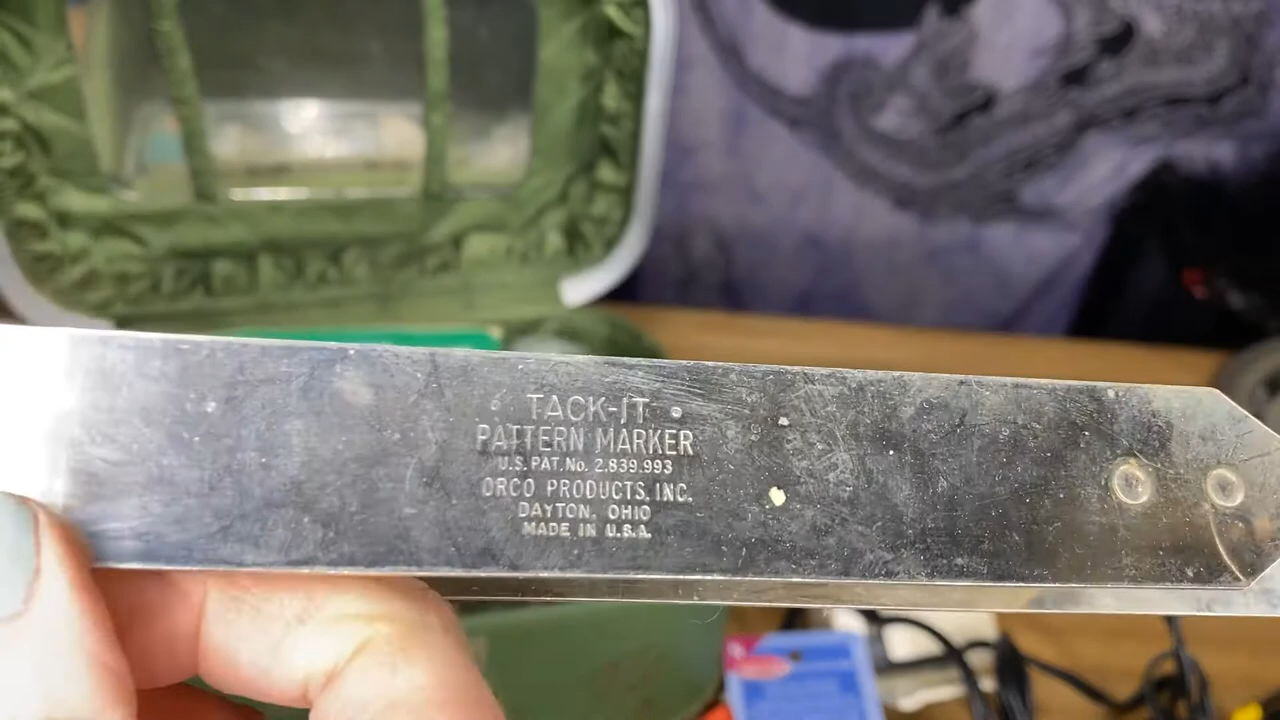 TACK-IT
PATTERN MARKER
U.S. PAT. No. 2.839.993
ORCO PRODUCTS, INC.
DAYTON, OHIO
MADE IN U.S.A.